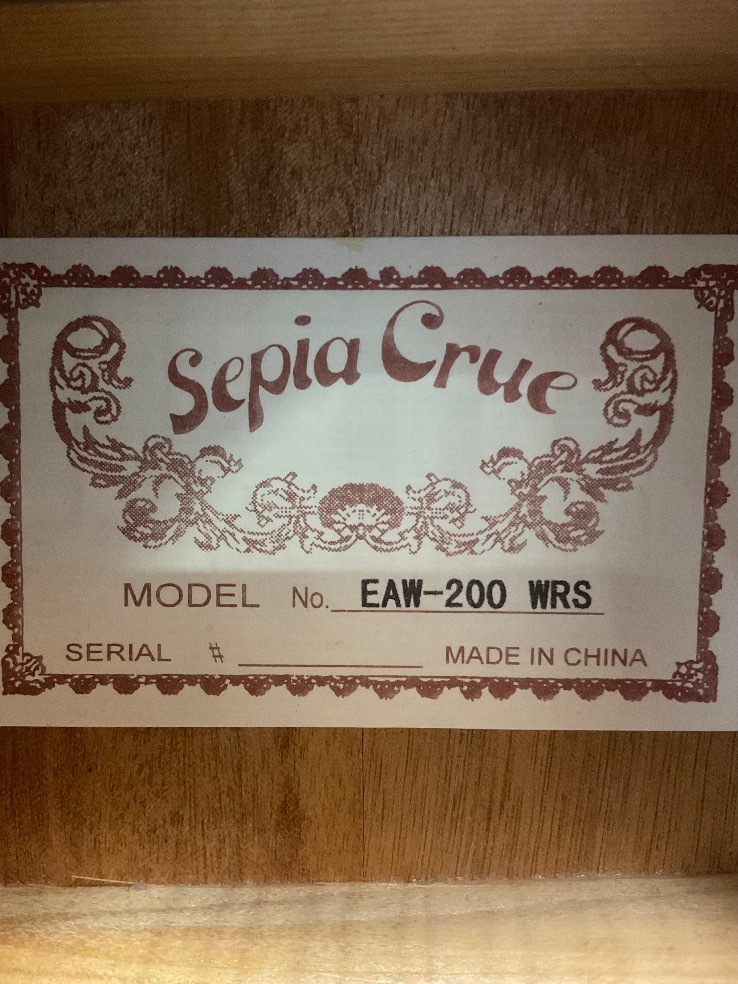 Sepia Crue
MODEL No. EAW-200 WRS
SERIAL # MADE IN CHINA